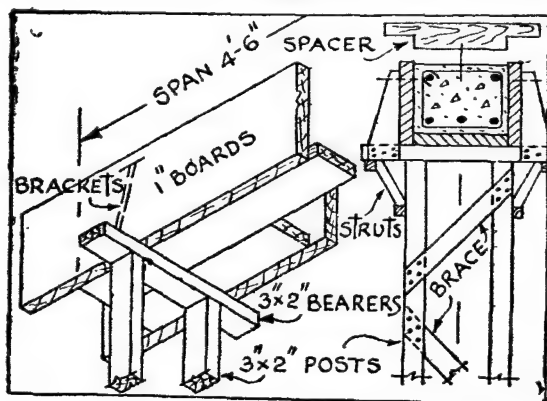 SPACER
SPAN 4'-6"
1" BOARDS
BRACKETS
STRUTS
BRACE
3"×2" BEARERS
3"×2" POSTS